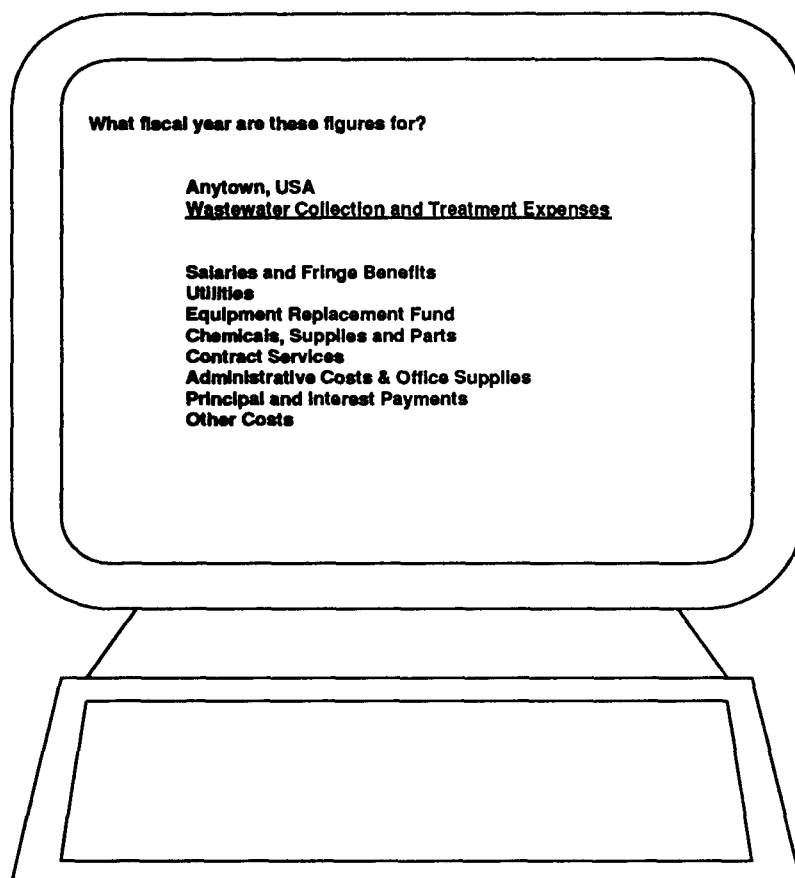 What fiscal year are these figures for?
Anytown, USA
Wastewater Collection and Treatment Expenses
Salaries and Fringe Benefits
Utilities
Equipment Replacement Fund
Chemicals, Supplies and Parts
Contract Services
Administrative Costs & Office Supplies
Principal and Interest Payments
Other Costs